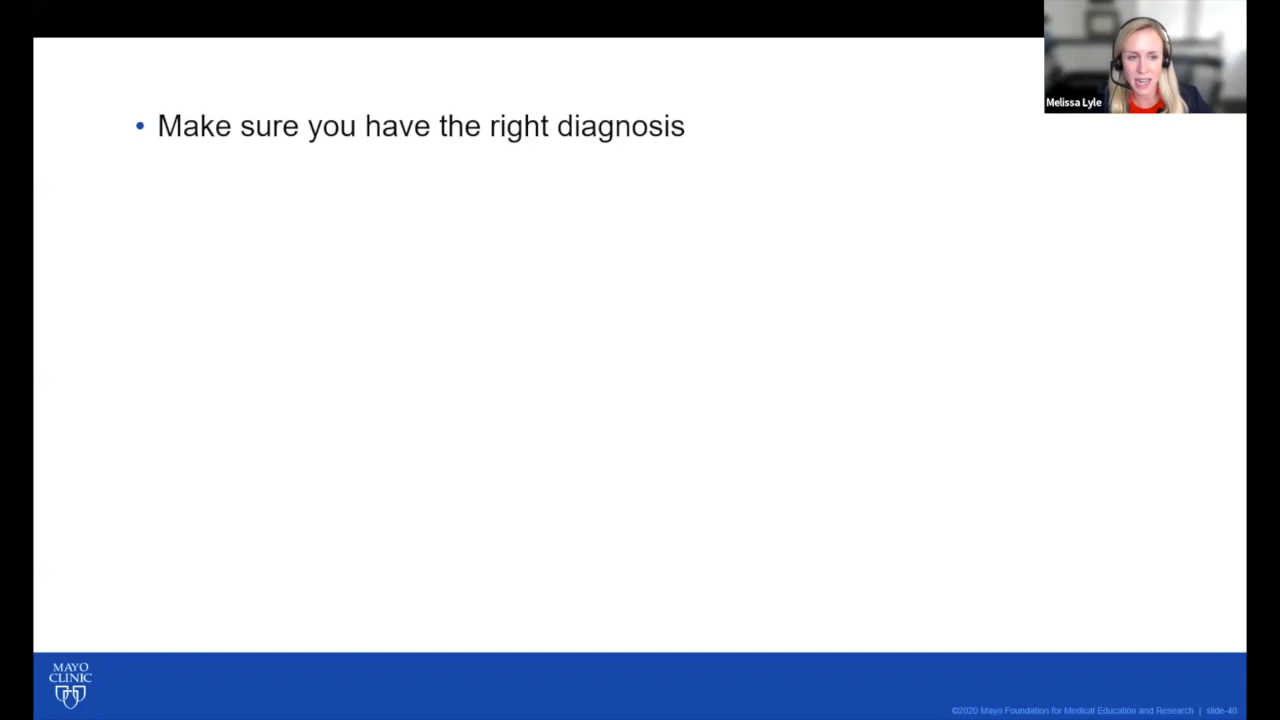 Melissa Lyle
• Make sure you have the right diagnosis
MAYO
CLINIC
©2020 Mayo Foundation for Medical Education and Research | slide-40